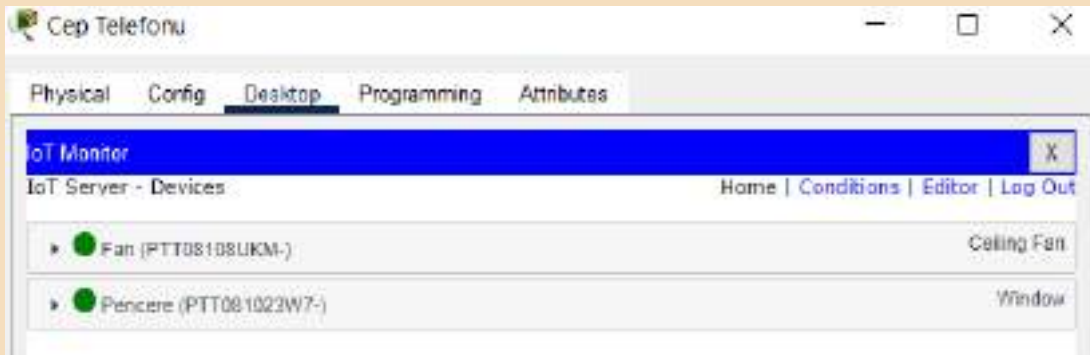 Cep Telefonu
Physical Config Desktop Programming Attributes
IoT Monitor X
IoT Server - Devices Home | Conditions | Editor | Log Out
Fan (PTT08108UKM-) Ceiling Fan
Pencere (PTT081023W7-) Window